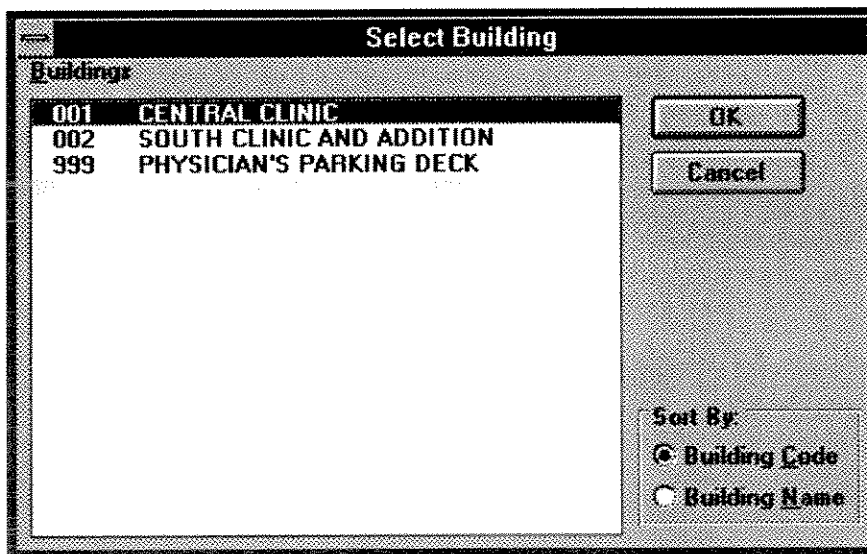 Select Building
Buildings
001 CENTRAL CLINIC
002 SOUTH CLINIC AND ADDITION
999 PHYSICIAN'S PARKING DECK
OK
Cancel
Sort By:
Building Code
Building Name